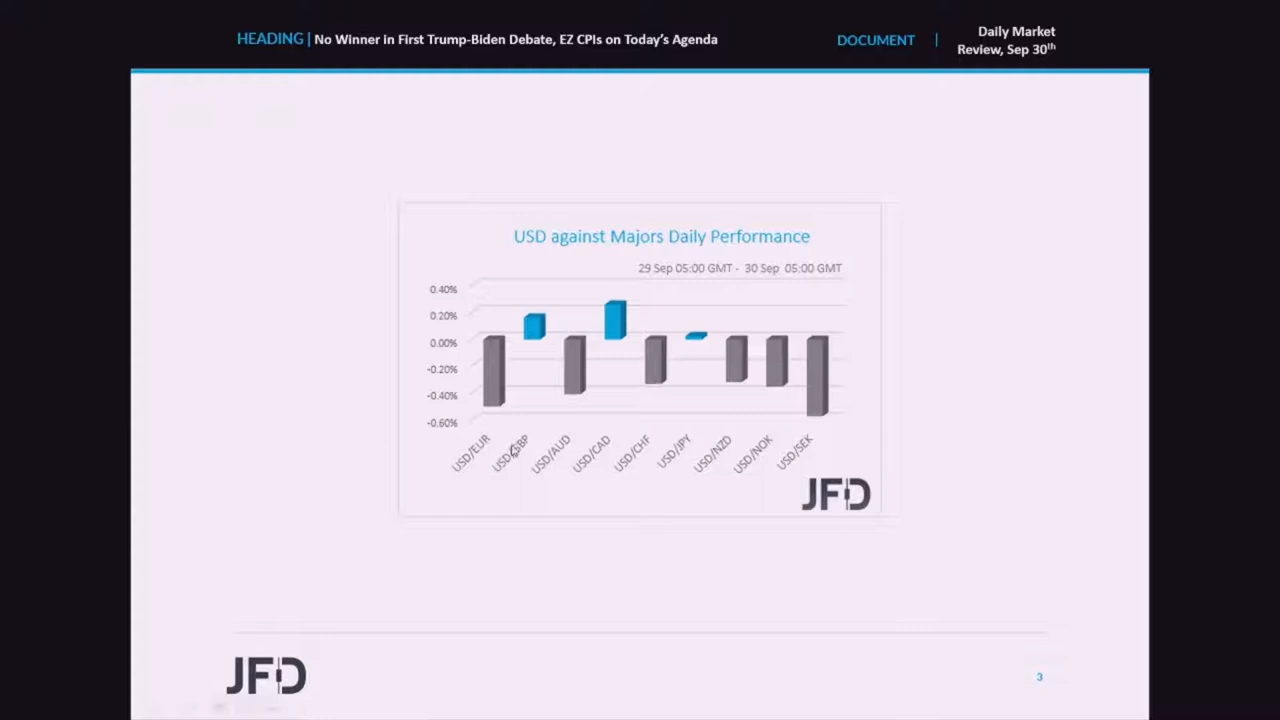 HEADING | No Winner in First Trump-Biden Debate, EZ CPIs on Today's Agenda
DOCUMENT |
Daily Market
Review, Sep 30th
USD against Majors Daily Performance
29 Sep 05:00 GMT - 30 Sep 05:00 GMT
0.40%
0.20%
0.00%
-0.20%
-0.40%
-0.60%
USD/EUR
USD/GBP
USD/AUD
USD/CAD
USD/CHF
USD/JPY
USD/NZD
USD/NOK
USD/SEK
JFD
JFD
3